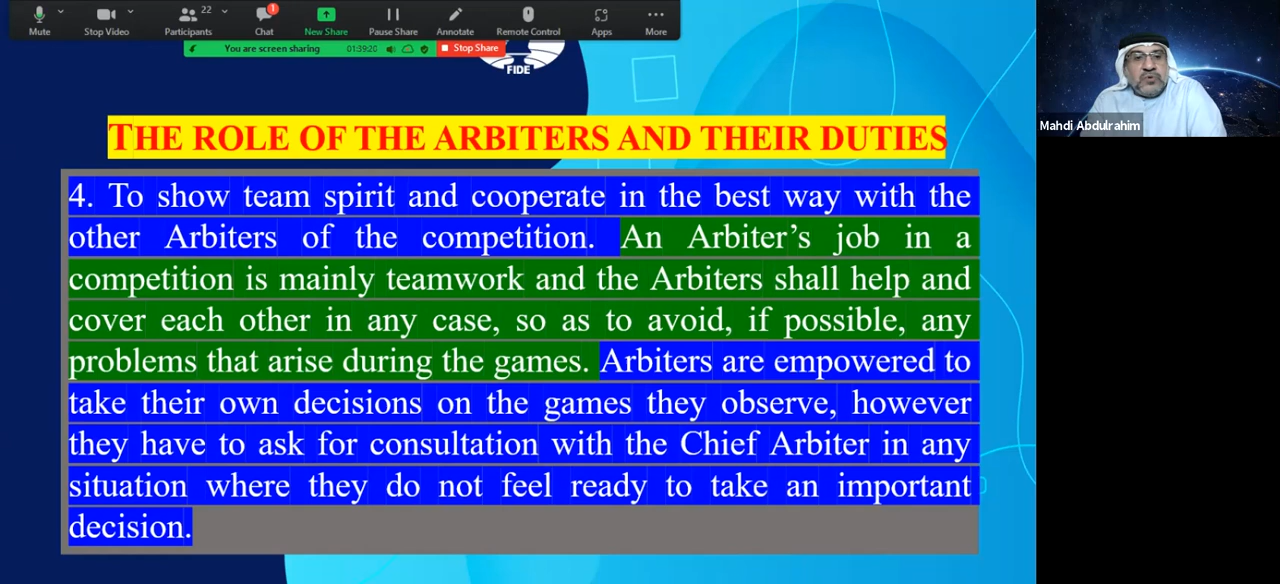 22
1
Mute
Stop Video
Participants
Chat
New Share
Pause Share
Annotate
Remote Control
Apps
More
You are screen sharing
01:39:20
Stop Share
FIDE
Mahdi Abdulrahim
THE ROLE OF THE ARBITERS AND THEIR DUTIES
4. To show team spirit and cooperate in the best way with the
other Arbiters of the competition. An Arbiter’s job in a
competition is mainly teamwork and the Arbiters shall help and
cover each other in any case, so as to avoid, if possible, any
problems that arise during the games. Arbiters are empowered to
take their own decisions on the games they observe, however
they have to ask for consultation with the Chief Arbiter in any
situation where they do not feel ready to take an important
decision.